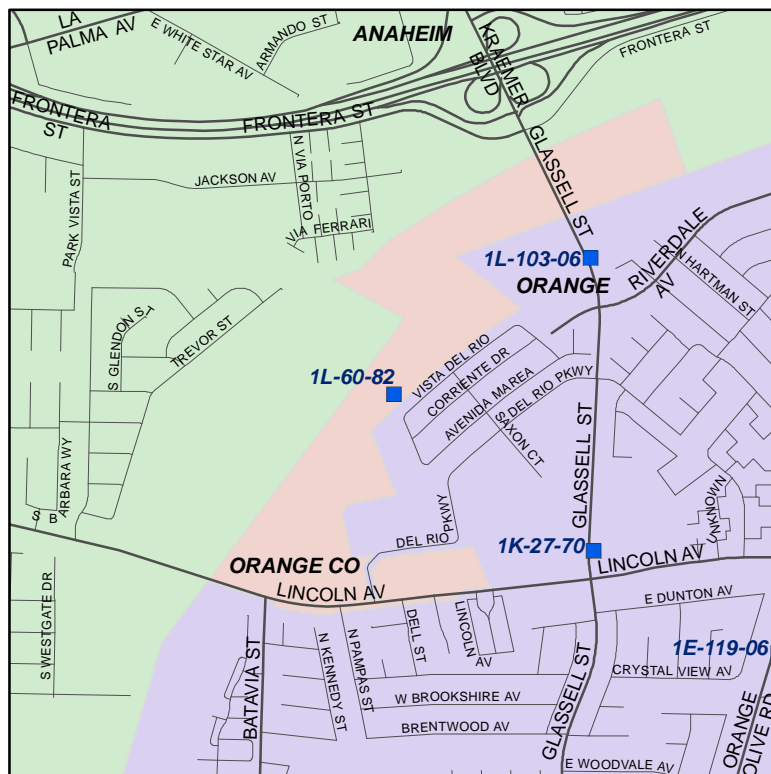 LA
PALMA AV
E WHITE STAR AV
ARMANDO ST
ANAHEIM
KRAEMER
BLVD
FRONTERA ST
FRONTERA
ST
FRONTERA ST
GLASSELL ST
N VIA PORTO
JACKSON AV
VIA FERRARI
PARK VISTA ST
1L-103-06
ORANGE
RIVERDALE
AV
N HARTMAN ST
S GLENDON ST
TREVOR ST
1L-60-82
VISTA DEL RIO
CORRIENTE DR
AVENIDA MAREA
DEL RIO PKWY
SAXON CT
GLASSELL ST
S B
ARBARA WY
DEL RIO
PKWY
1K-27-70
UNKNOWN
LINCOLN AV
ORANGE CO
LINCOLN AV
S WESTGATE DR
BATAVIA ST
N KENNEDY ST
N PAMPAS ST
DELL ST
LINCOLN
AV
E DUNTON AV
1E-119-06
CRYSTAL VIEW AV
W BROOKSHIRE AV
BRENTWOOD AV
GLASSELL ST
E WOODVALE AV
ORANGE
OLIVE RD